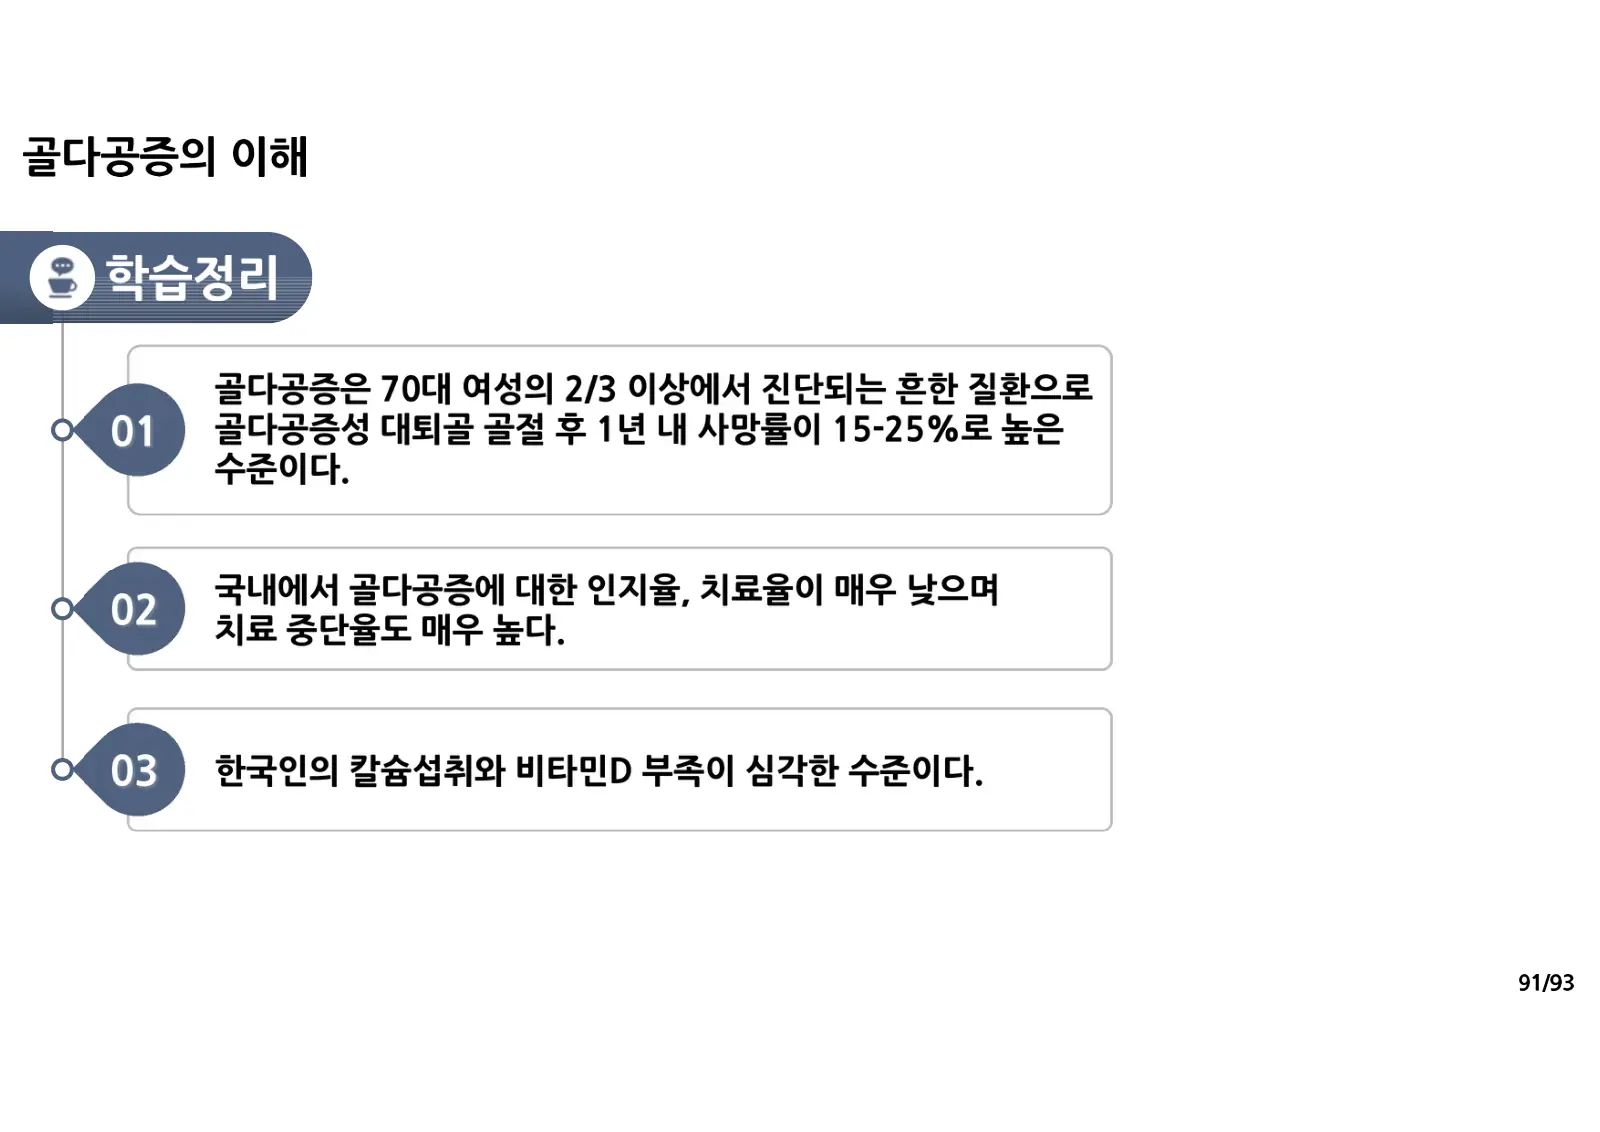 골다공증의 이해
학습정리
01
골다공증은 70대 여성의 2/3 이상에서 진단되는 흔한 질환으로
골다공증성 대퇴골 골절 후 1년 내 사망률이 15-25%로 높은
수준이다.
02
국내에서 골다공증에 대한 인지율, 치료율이 매우 낮으며
치료 중단율도 매우 높다.
03
한국인의 칼슘섭취와 비타민D 부족이 심각한 수준이다.
91/93